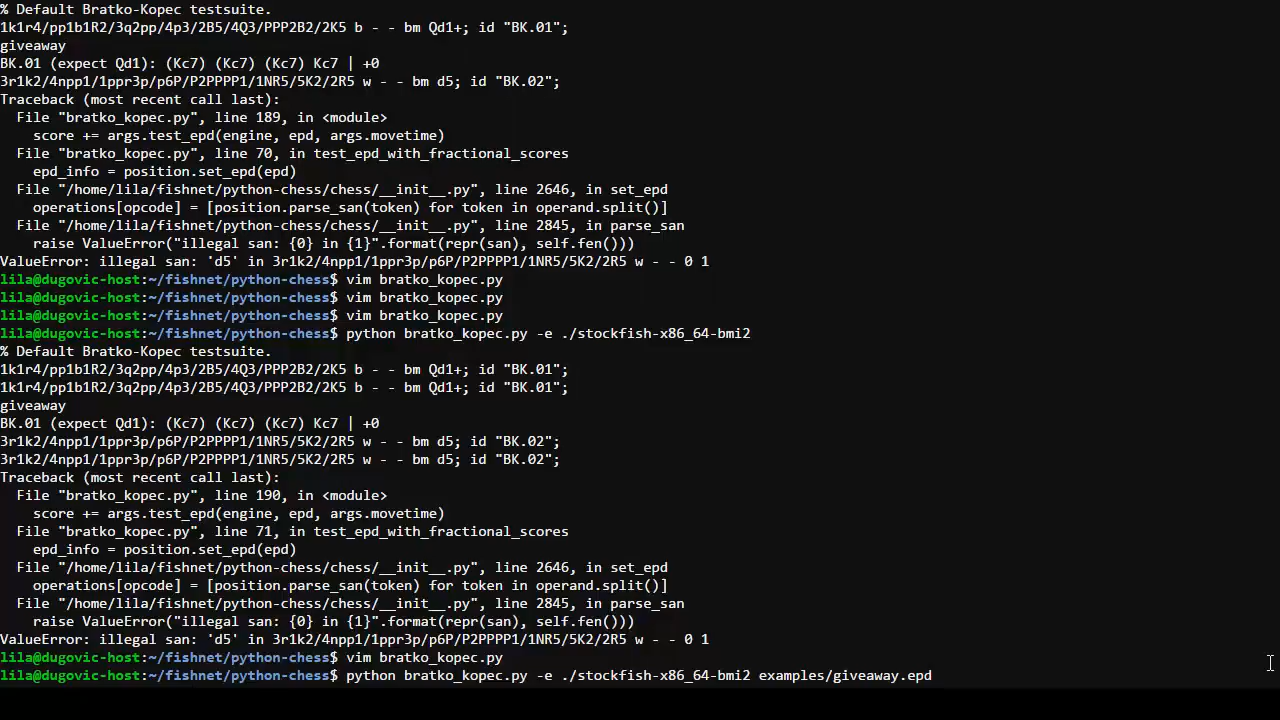 % Default Bratko-Kopec testsuite.
1k1r4/pp1b1R2/3q2pp/4p3/2B5/4Q3/PPP2B2/2K5 b - - bm Qd1+; id "BK.01";
giveaway
BK.01 (expect Qd1): (Kc7) (Kc7) (Kc7) Kc7 | +0
3r1k2/4npp1/1ppr3p/p6P/P2PPPP1/1NR5/5K2/2R5 w - - bm d5; id "BK.02";
Traceback (most recent call last):
  File "bratko_kopec.py", line 189, in <module>
    score += args.test_epd(engine, epd, args.movetime)
  File "bratko_kopec.py", line 70, in test_epd_with_fractional_scores
    epd_info = position.set_epd(epd)
  File "/home/lila/fishnet/python-chess/chess/__init__.py", line 2646, in set_epd
    operations[opcode] = [position.parse_san(token) for token in operand.split()]
  File "/home/lila/fishnet/python-chess/chess/__init__.py", line 2845, in parse_san
    raise ValueError("illegal san: {0} in {1}".format(repr(san), self.fen()))
ValueError: illegal san: 'd5' in 3r1k2/4npp1/1ppr3p/p6P/P2PPPP1/1NR5/5K2/2R5 w - - 0 1
lila@dugovic-host:~/fishnet/python-chess$ vim bratko_kopec.py
lila@dugovic-host:~/fishnet/python-chess$ vim bratko_kopec.py
lila@dugovic-host:~/fishnet/python-chess$ vim bratko_kopec.py
lila@dugovic-host:~/fishnet/python-chess$ python bratko_kopec.py -e ./stockfish-x86_64-bmi2
% Default Bratko-Kopec testsuite.
1k1r4/pp1b1R2/3q2pp/4p3/2B5/4Q3/PPP2B2/2K5 b - - bm Qd1+; id "BK.01";
1k1r4/pp1b1R2/3q2pp/4p3/2B5/4Q3/PPP2B2/2K5 b - - bm Qd1+; id "BK.01";
giveaway
BK.01 (expect Qd1): (Kc7) (Kc7) (Kc7) Kc7 | +0
3r1k2/4npp1/1ppr3p/p6P/P2PPPP1/1NR5/5K2/2R5 w - - bm d5; id "BK.02";
3r1k2/4npp1/1ppr3p/p6P/P2PPPP1/1NR5/5K2/2R5 w - - bm d5; id "BK.02";
Traceback (most recent call last):
  File "bratko_kopec.py", line 190, in <module>
    score += args.test_epd(engine, epd, args.movetime)
  File "bratko_kopec.py", line 71, in test_epd_with_fractional_scores
    epd_info = position.set_epd(epd)
  File "/home/lila/fishnet/python-chess/chess/__init__.py", line 2646, in set_epd
    operations[opcode] = [position.parse_san(token) for token in operand.split()]
  File "/home/lila/fishnet/python-chess/chess/__init__.py", line 2845, in parse_san
    raise ValueError("illegal san: {0} in {1}".format(repr(san), self.fen()))
ValueError: illegal san: 'd5' in 3r1k2/4npp1/1ppr3p/p6P/P2PPPP1/1NR5/5K2/2R5 w - - 0 1
lila@dugovic-host:~/fishnet/python-chess$ vim bratko_kopec.py
lila@dugovic-host:~/fishnet/python-chess$ python bratko_kopec.py -e ./stockfish-x86_64-bmi2 examples/giveaway.epd